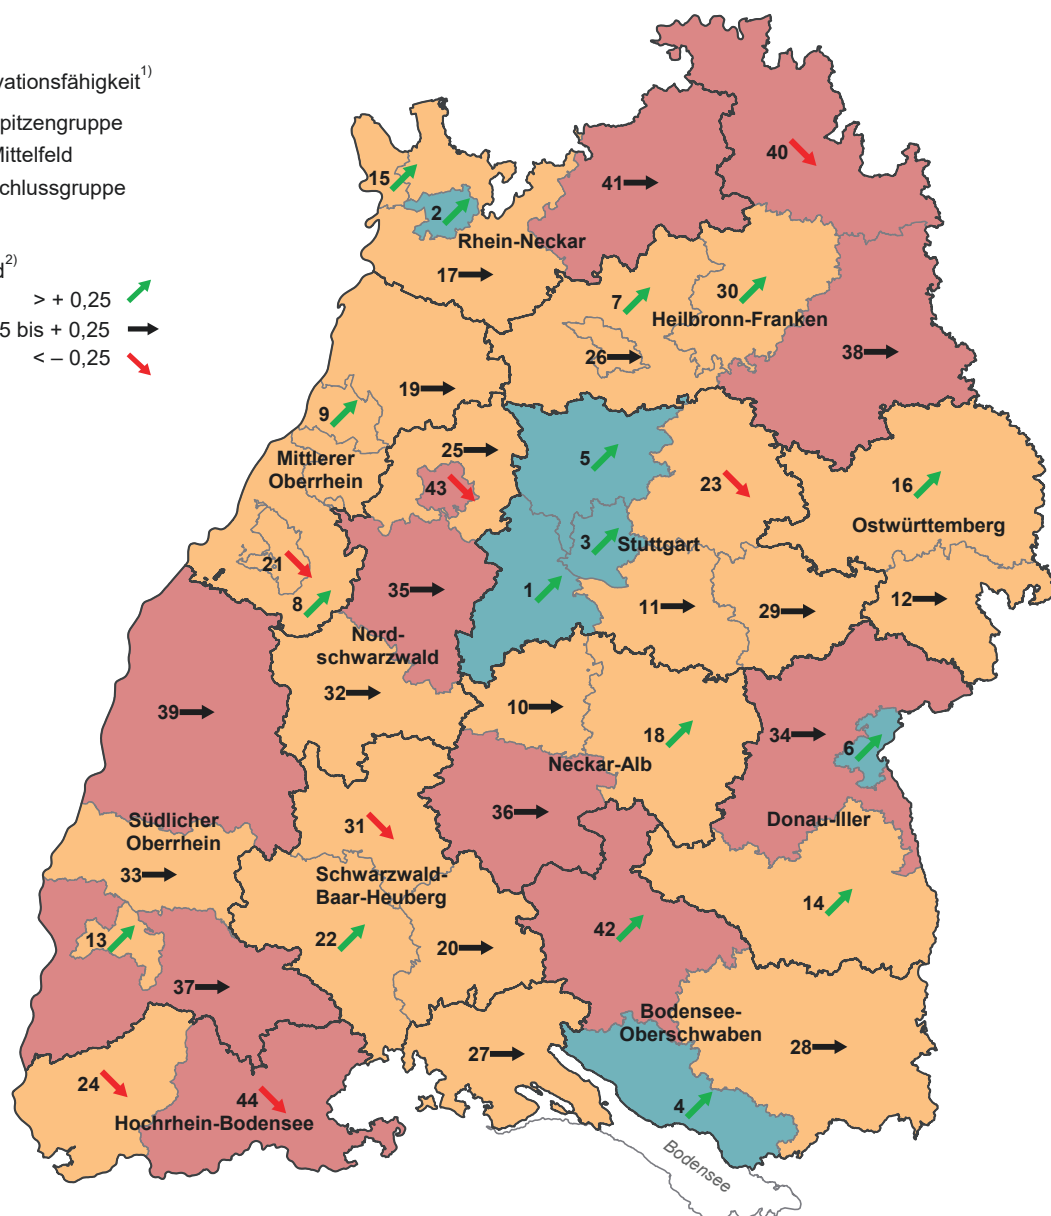 vationsfähigkeit1)
pitzengruppe
Mittelfeld
chlussgruppe
d2)
> + 0,25
5 bis + 0,25
< – 0,25
40
41
15
2
Rhein-Neckar
17
7
30
Heilbronn-Franken
26
38
19
9
25
5
Mittlerer
Oberrhein
43
23
16
Ostwürttemberg
3
Stuttgart
21
35
1
8
11
29
12
Nord-
schwarzwald
32
39
10
18
34
6
Neckar-Alb
36
31
Südlicher
Oberrhein
Donau-Iller
33
Schwarzwald-
Baar-Heuberg
14
13
22
20
42
37
Bodensee-
Oberschwaben
27
28
24
44
4
Hochrhein-Bodensee
Bodensee